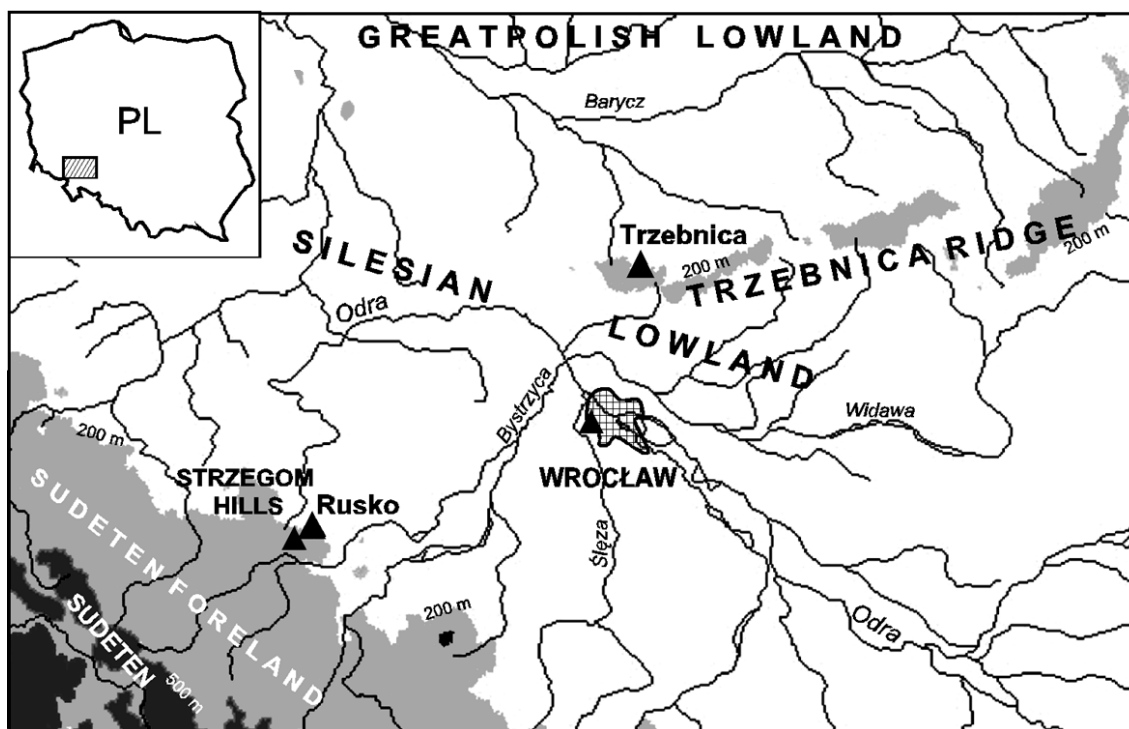 GREATPOLISH LOWLAND
PL
Barycz
Trzebnica
200 m
TRZEBNICA RIDGE
200 m
SILESIAN
LOWLAND
Odra
Bystrzyca
Widawa
200 m
WROCŁAW
STRZEGOM
HILLS
Rusko
Ślęza
SUDETEN FORELAND
200 m
SUDETEN
500 m
Odra